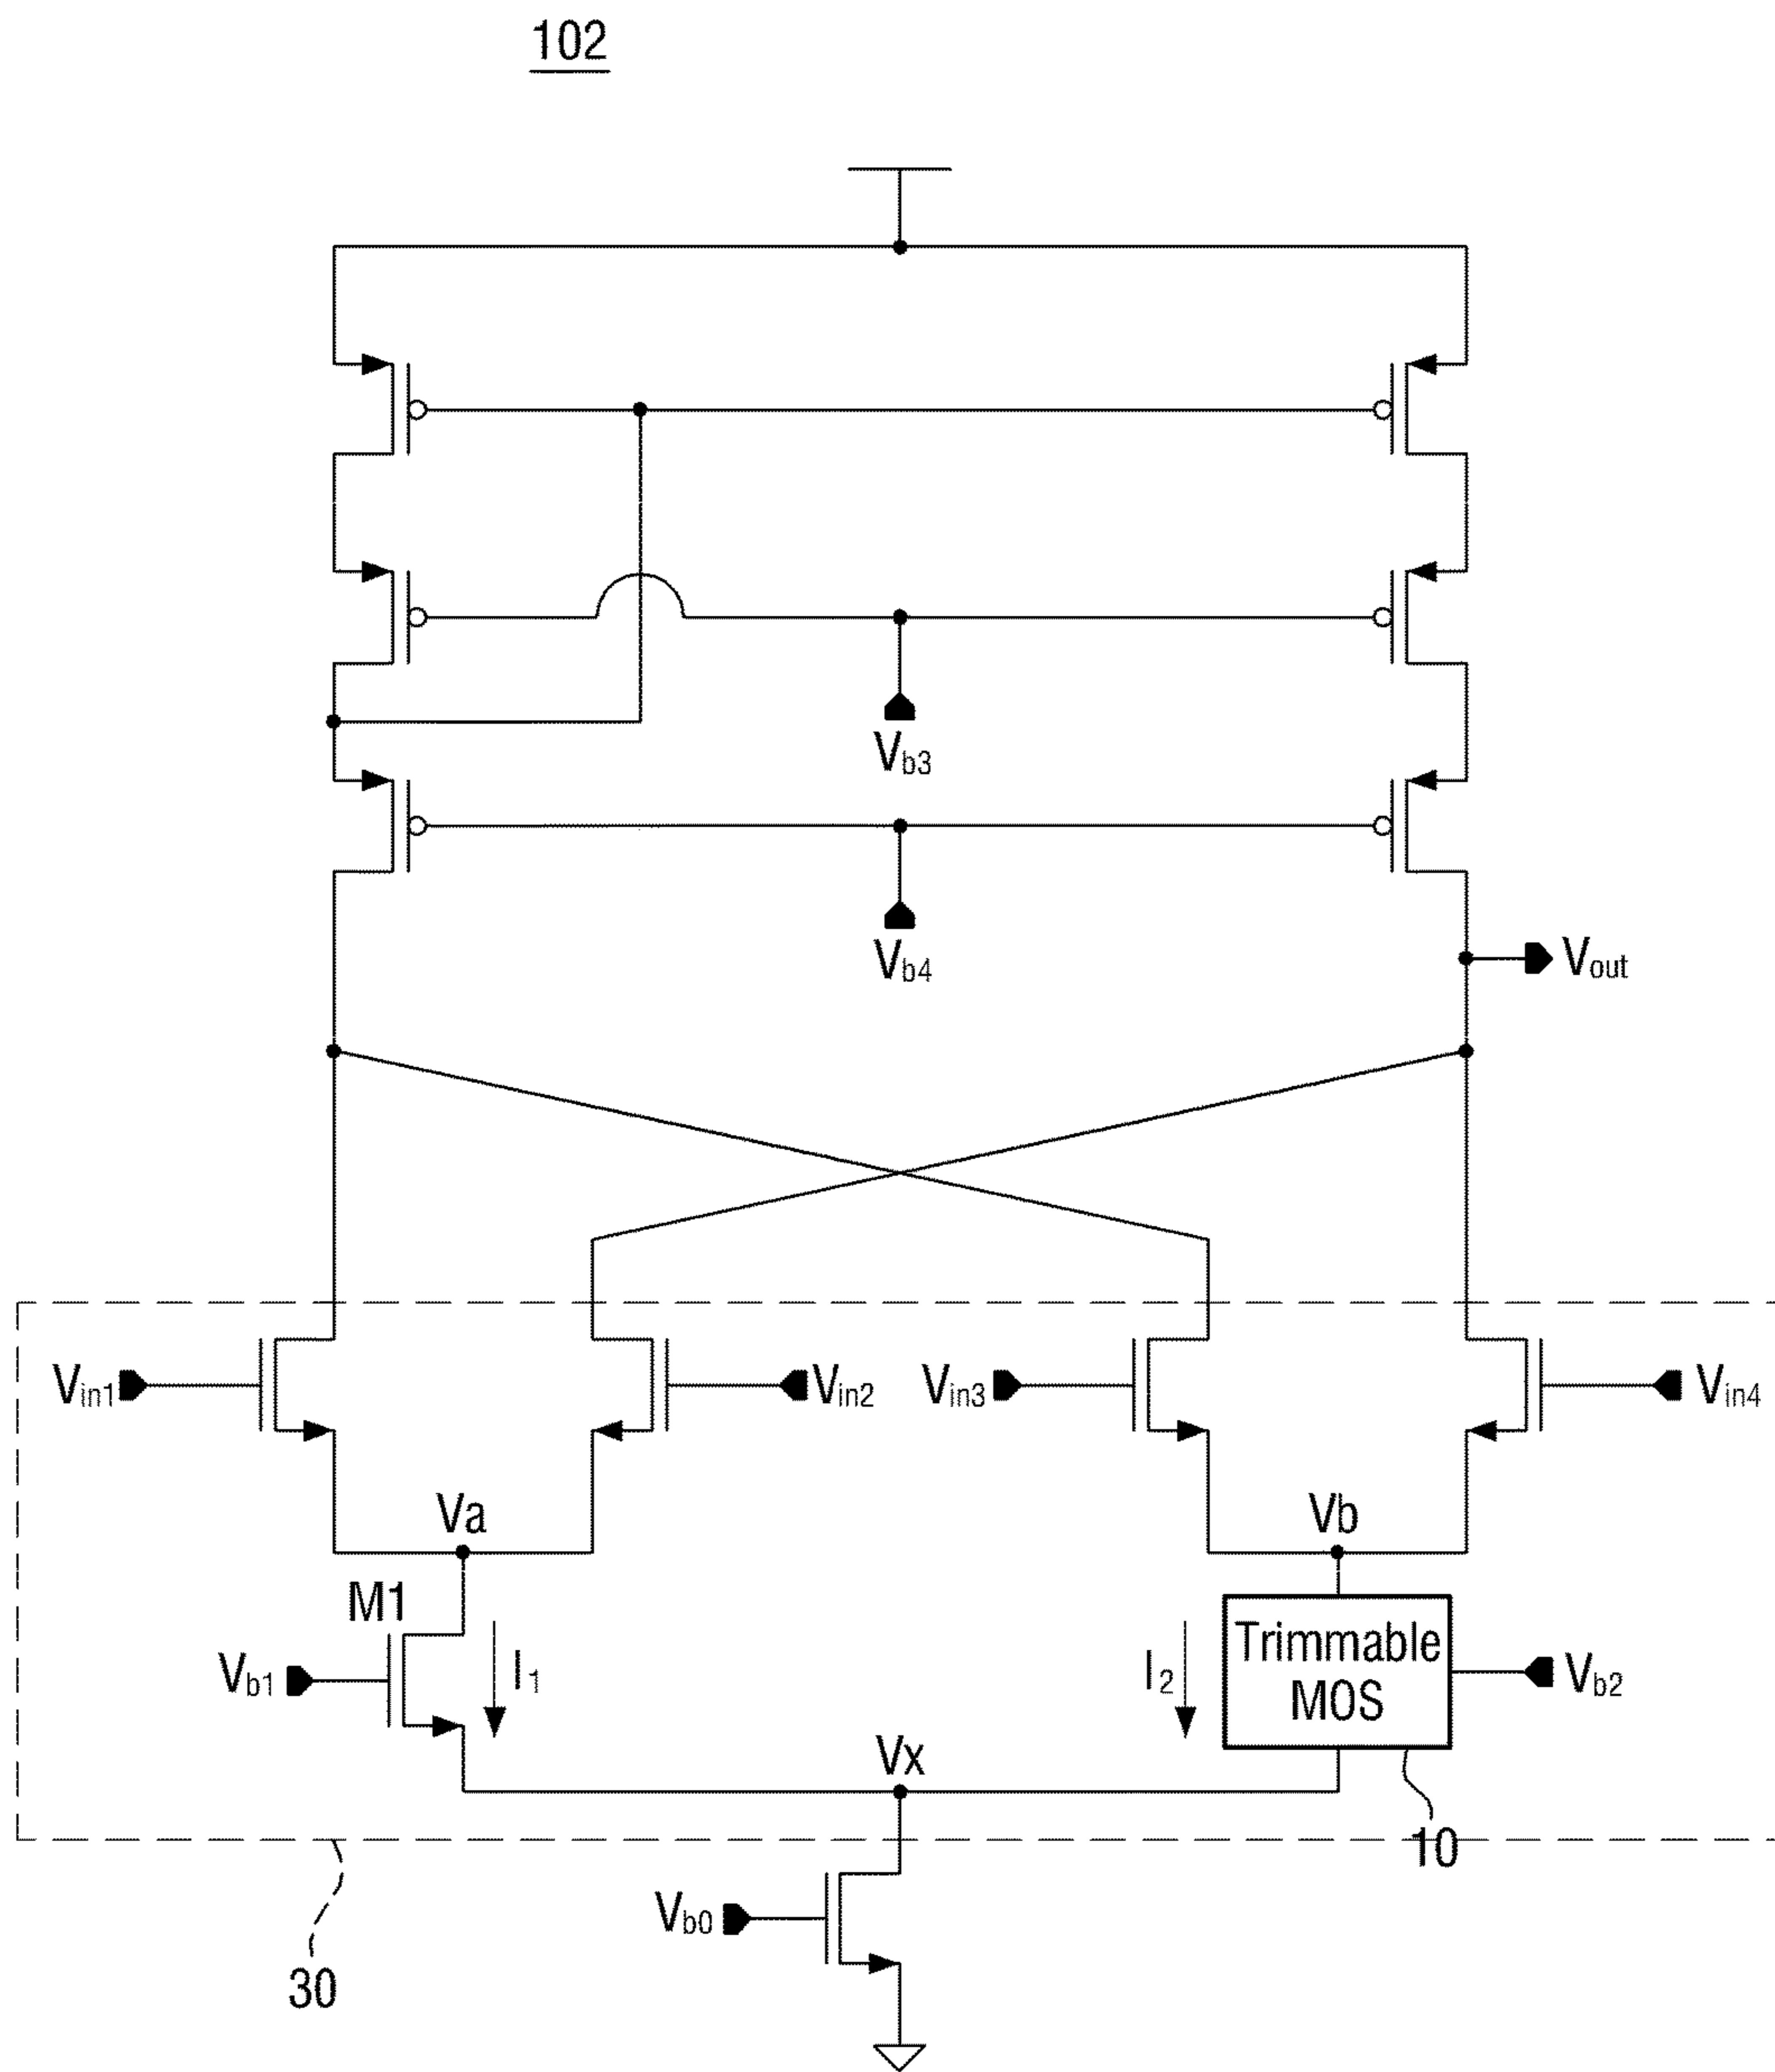 102
Vb3
Vb4
Vout
Vin1
Vin2
Vin3
Vin4
Va
Vb
M1
Vb1
I1
I2
Trimmable
MOS
Vb2
Vx
10
Vb0
30